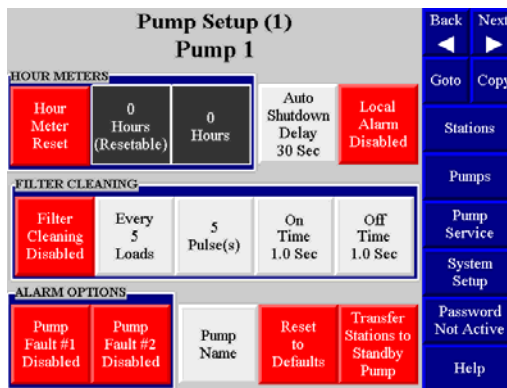 Pump Setup (1)
Pump 1
Back Next
Goto Copy
HOUR METERS
Hour
Meter
Reset
0
Hours
(Resetable)
0
Hours
Auto
Shutdown
Delay
30 Sec
Local
Alarm
Disabled
Stations
Pumps
FILTER CLEANING
Filter
Cleaning
Disabled
Every
5
Loads
5
Pulse(s)
On
Time
1.0 Sec
Off
Time
1.0 Sec
Pump
Service
System
Setup
ALARM OPTIONS
Pump
Fault #1
Disabled
Pump
Fault #2
Disabled
Pump
Name
Reset
to
Defaults
Transfer
Stations to
Standby
Pump
Password
Not Active
Help